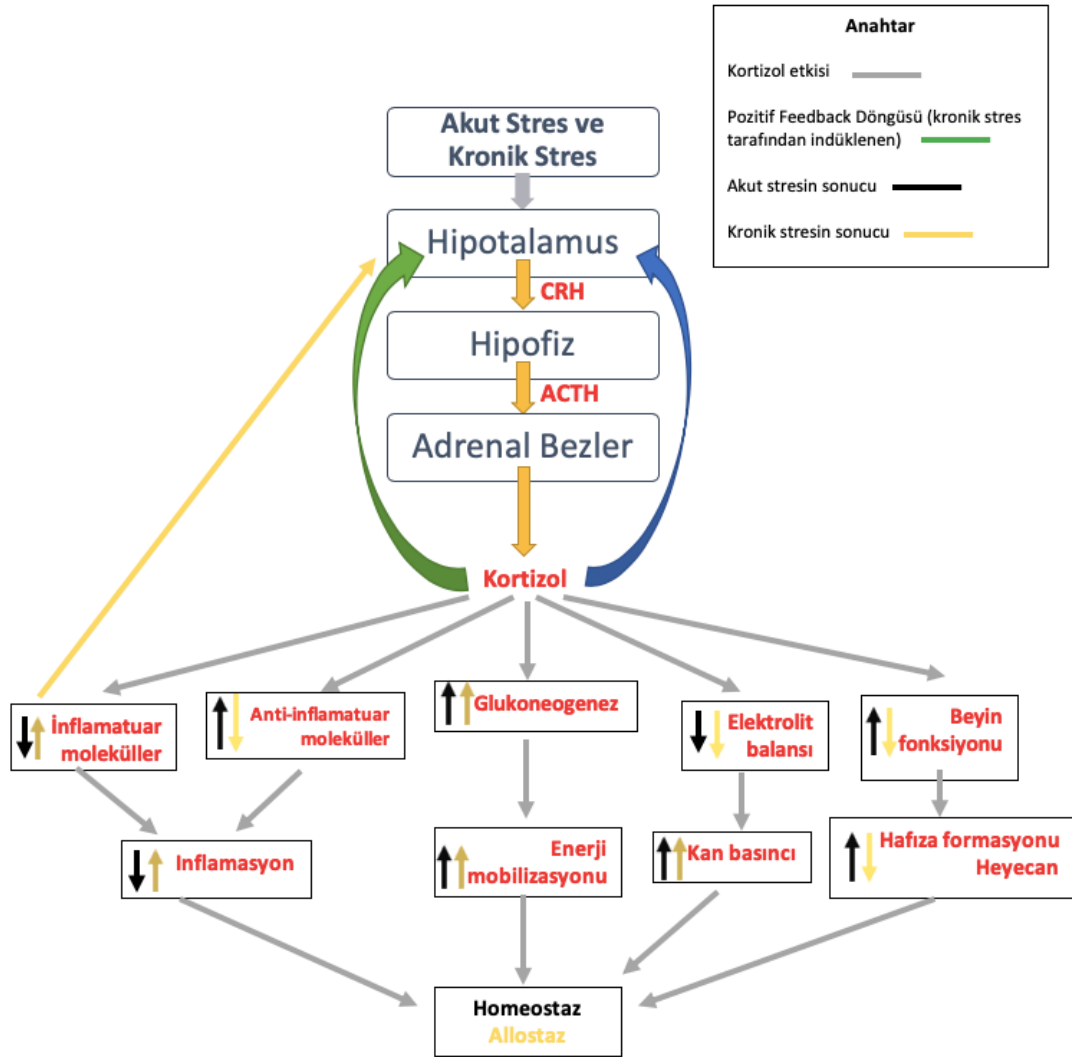 Anahtar
Kortizol etkisi
Pozitif Feedback Döngüsü (kronik stres
tarafından indüklenen)
Akut stresin sonucu
Kronik stresin sonucu
Akut Stres ve
Kronik Stres
Hipotalamus
CRH
Hipofiz
ACTH
Adrenal Bezler
Kortizol
İnflamatuar
moleküller
Anti-inflamatuar
moleküller
Glukoneogenez
Elektrolit
balansı
Beyin
fonksiyonu
Inflamasyon
Enerji
mobilizasyonu
Kan basıncı
Hafıza formasyonu
Heyecan
Homeostaz
Allostaz